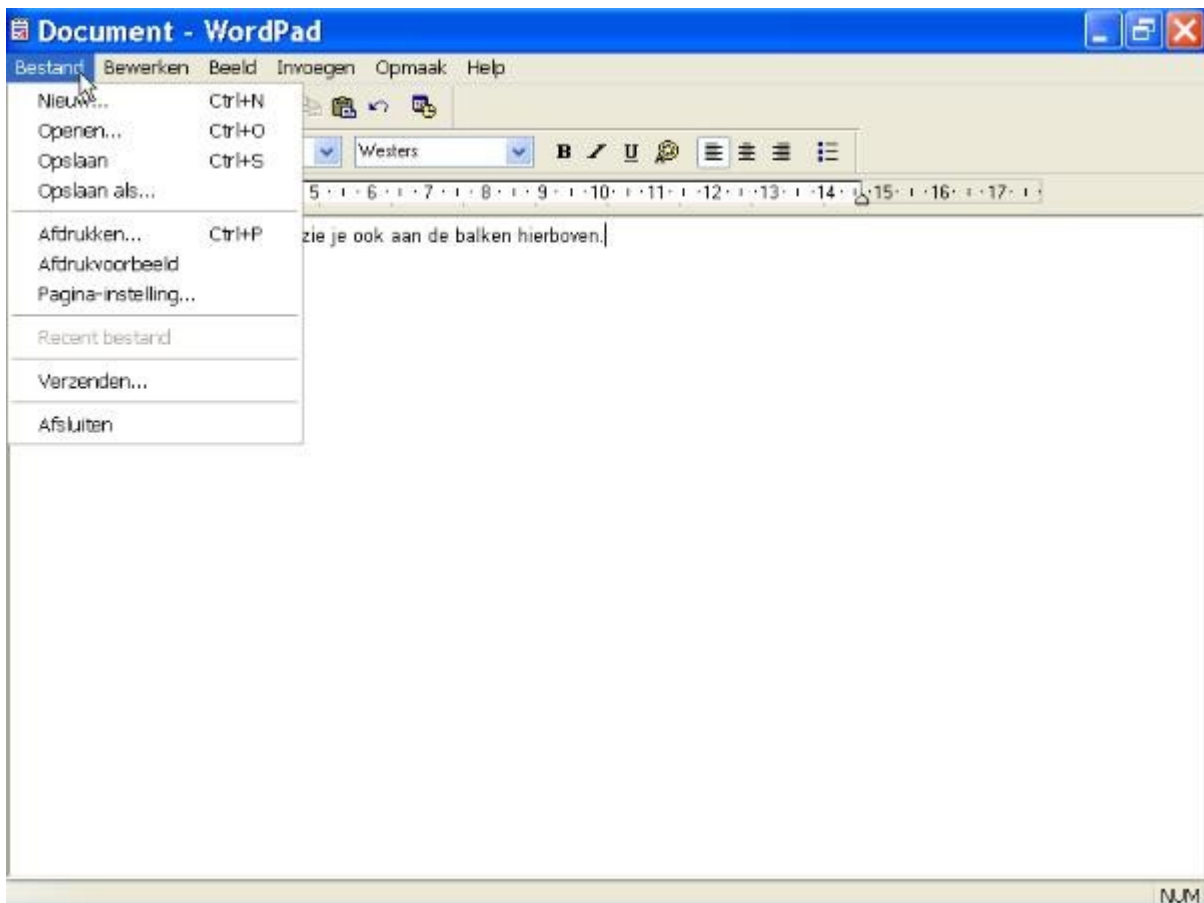 Document - WordPad
Bestand Bewerken Beeld Invoegen Opmaak Help
Nieuw... Ctrl+N
Openen... Ctrl+O
Opslaan Ctrl+S
Opslaan als...
Afdrukken... Ctrl+P
Afdrukvoorbeeld
Pagina-instelling...
Recent bestand
Verzenden...
Afsluiten
Westers B / U
5 6 7 8 9 10 11 12 13 14 15 16 17
zie je ook aan de balken hierboven.
NUM